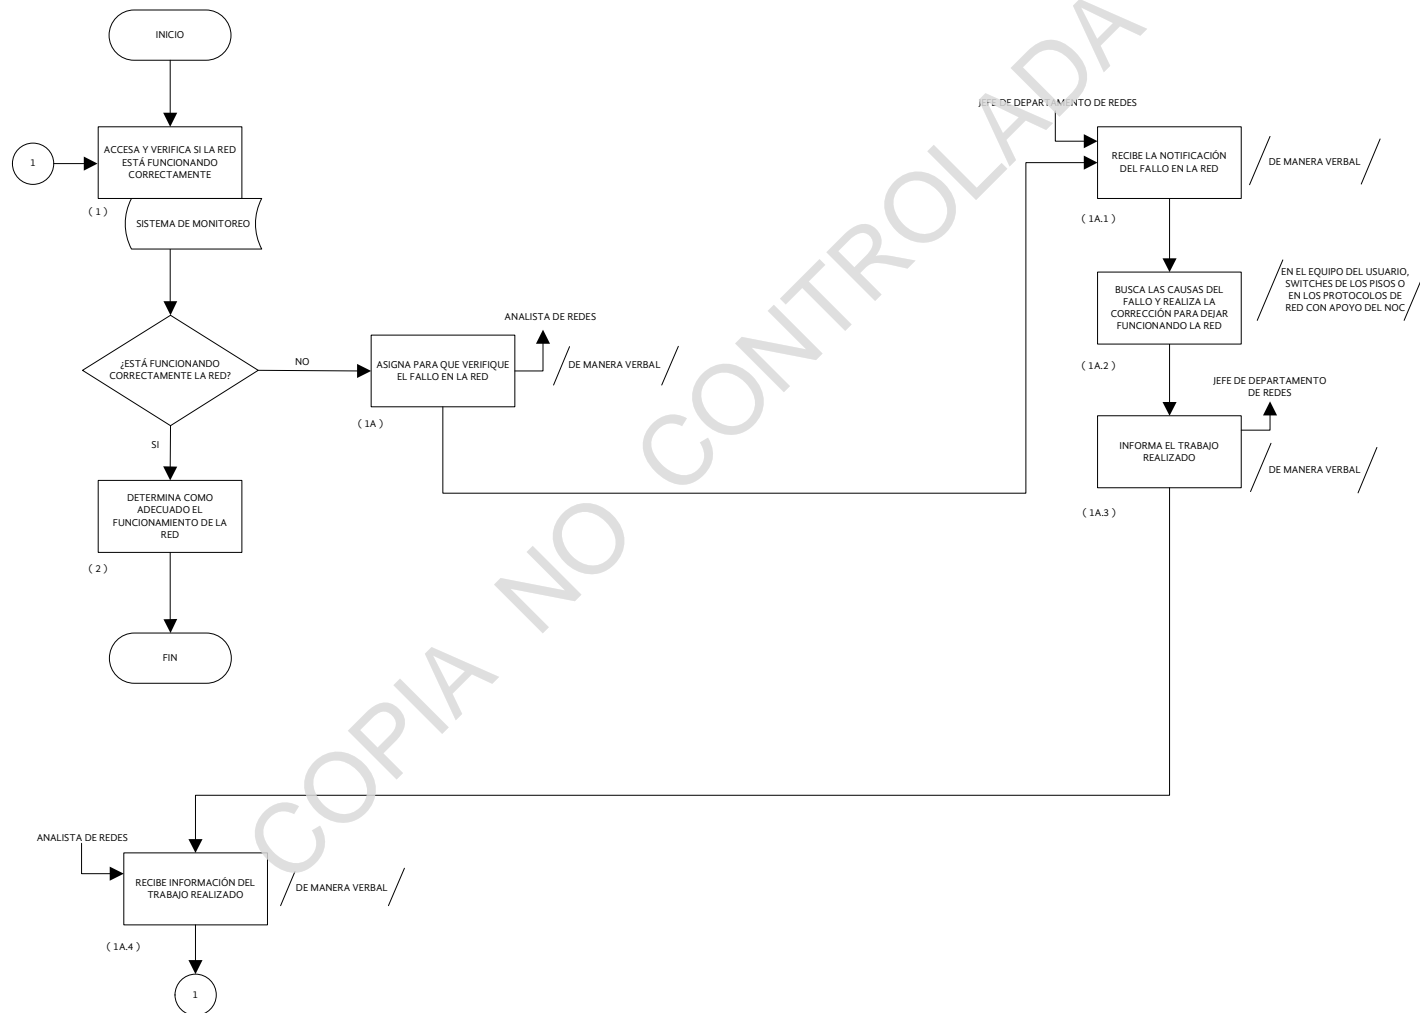 INICIO
1
ACCESA Y VERIFICA SI LA RED
ESTÁ FUNCIONANDO
CORRECTAMENTE
( 1 )
SISTEMA DE MONITOREO
¿ESTÁ FUNCIONANDO
CORRECTAMENTE LA RED?
NO
SI
DETERMINA COMO
ADECUADO EL
FUNCIONAMIENTO DE LA
RED
( 2 )
FIN
ANALISTA DE REDES
ASIGNA PARA QUE VERIFIQUE
EL FALLO EN LA RED
DE MANERA VERBAL
( 1A )
JEFE DE DEPARTAMENTO DE REDES
RECIBE LA NOTIFICACIÓN
DEL FALLO EN LA RED
DE MANERA VERBAL
( 1A.1 )
BUSCA LAS CAUSAS DEL
FALLO Y REALIZA LA
CORRECCIÓN PARA DEJAR
FUNCIONANDO LA RED
EN EL EQUIPO DEL USUARIO,
SWITCHES DE LOS PISOS O
EN LOS PROTOCOLOS DE
RED CON APOYO DEL NOC
( 1A.2 )
JEFE DE DEPARTAMENTO
DE REDES
INFORMA EL TRABAJO
REALIZADO
DE MANERA VERBAL
( 1A.3 )
ANALISTA DE REDES
RECIBE INFORMACIÓN DEL
TRABAJO REALIZADO
DE MANERA VERBAL
( 1A.4 )
1
COPIA NO CONTROLADA